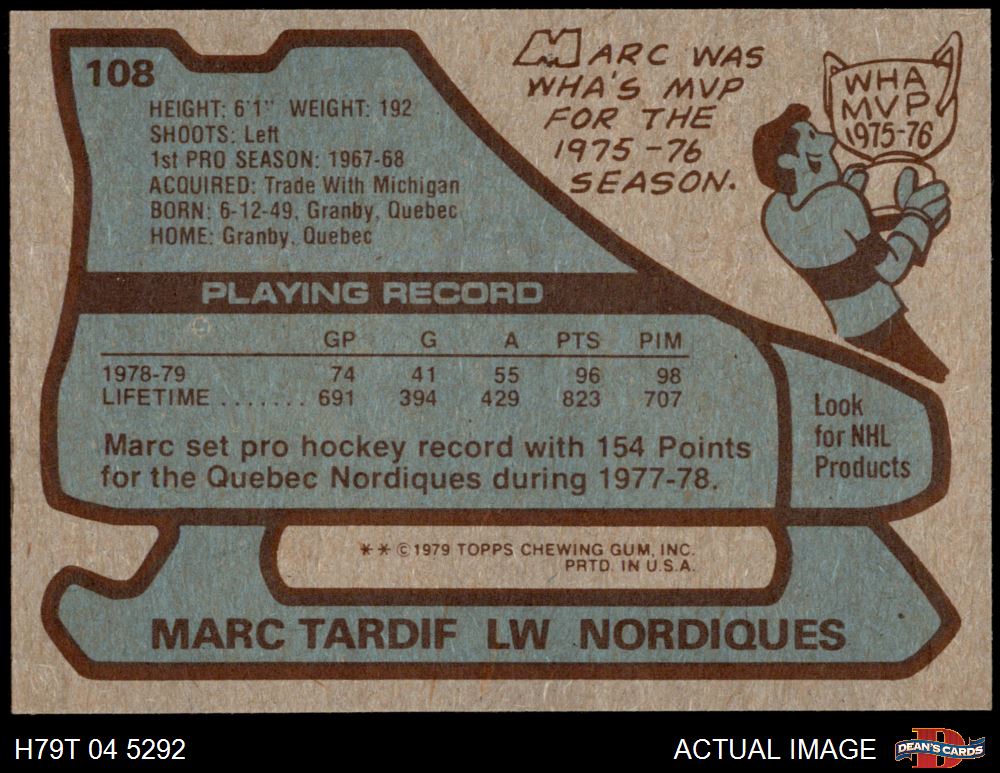 108
HEIGHT: 6'1" WEIGHT: 192
SHOOTS: Left
1st PRO SEASON: 1967-68
ACQUIRED: Trade With Michigan
BORN: 6-12-49, Granby, Quebec
HOME: Granby, Quebec
MARC WAS
WHA'S MVP
FOR THE
1975-76
SEASON.
WHA
MVP
1975-76
PLAYING RECORD
GP G A PTS PIM
1978-79 74 41 55 96 98
LIFETIME ....... 691 394 429 823 707
Marc set pro hockey record with 154 Points
for the Quebec Nordiques during 1977-78.
Look
for NHL
Products
** © 1979 TOPPS CHEWING GUM, INC.
PRTD. IN U.S.A.
MARC TARDIF LW NORDIQUES
H79T 04 5292
ACTUAL IMAGE
D
DEAN'S CARDS